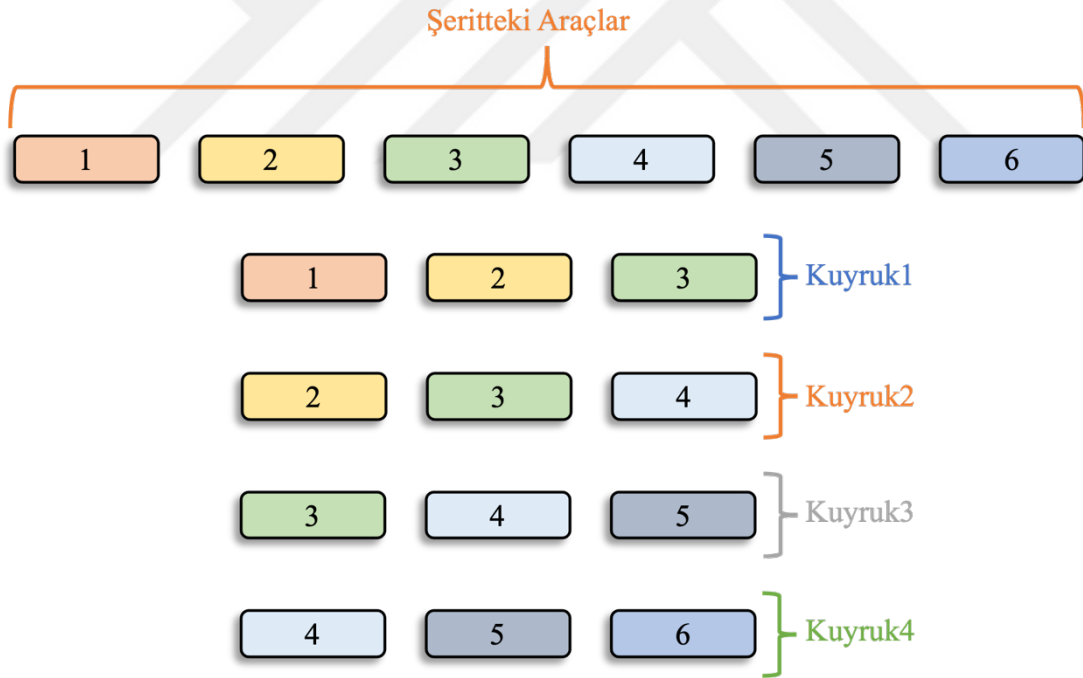 Şeritteki Araçlar
1 2 3 4 5 6
1 2 3 Kuyruk1
2 3 4 Kuyruk2
3 4 5 Kuyruk3
4 5 6 Kuyruk4